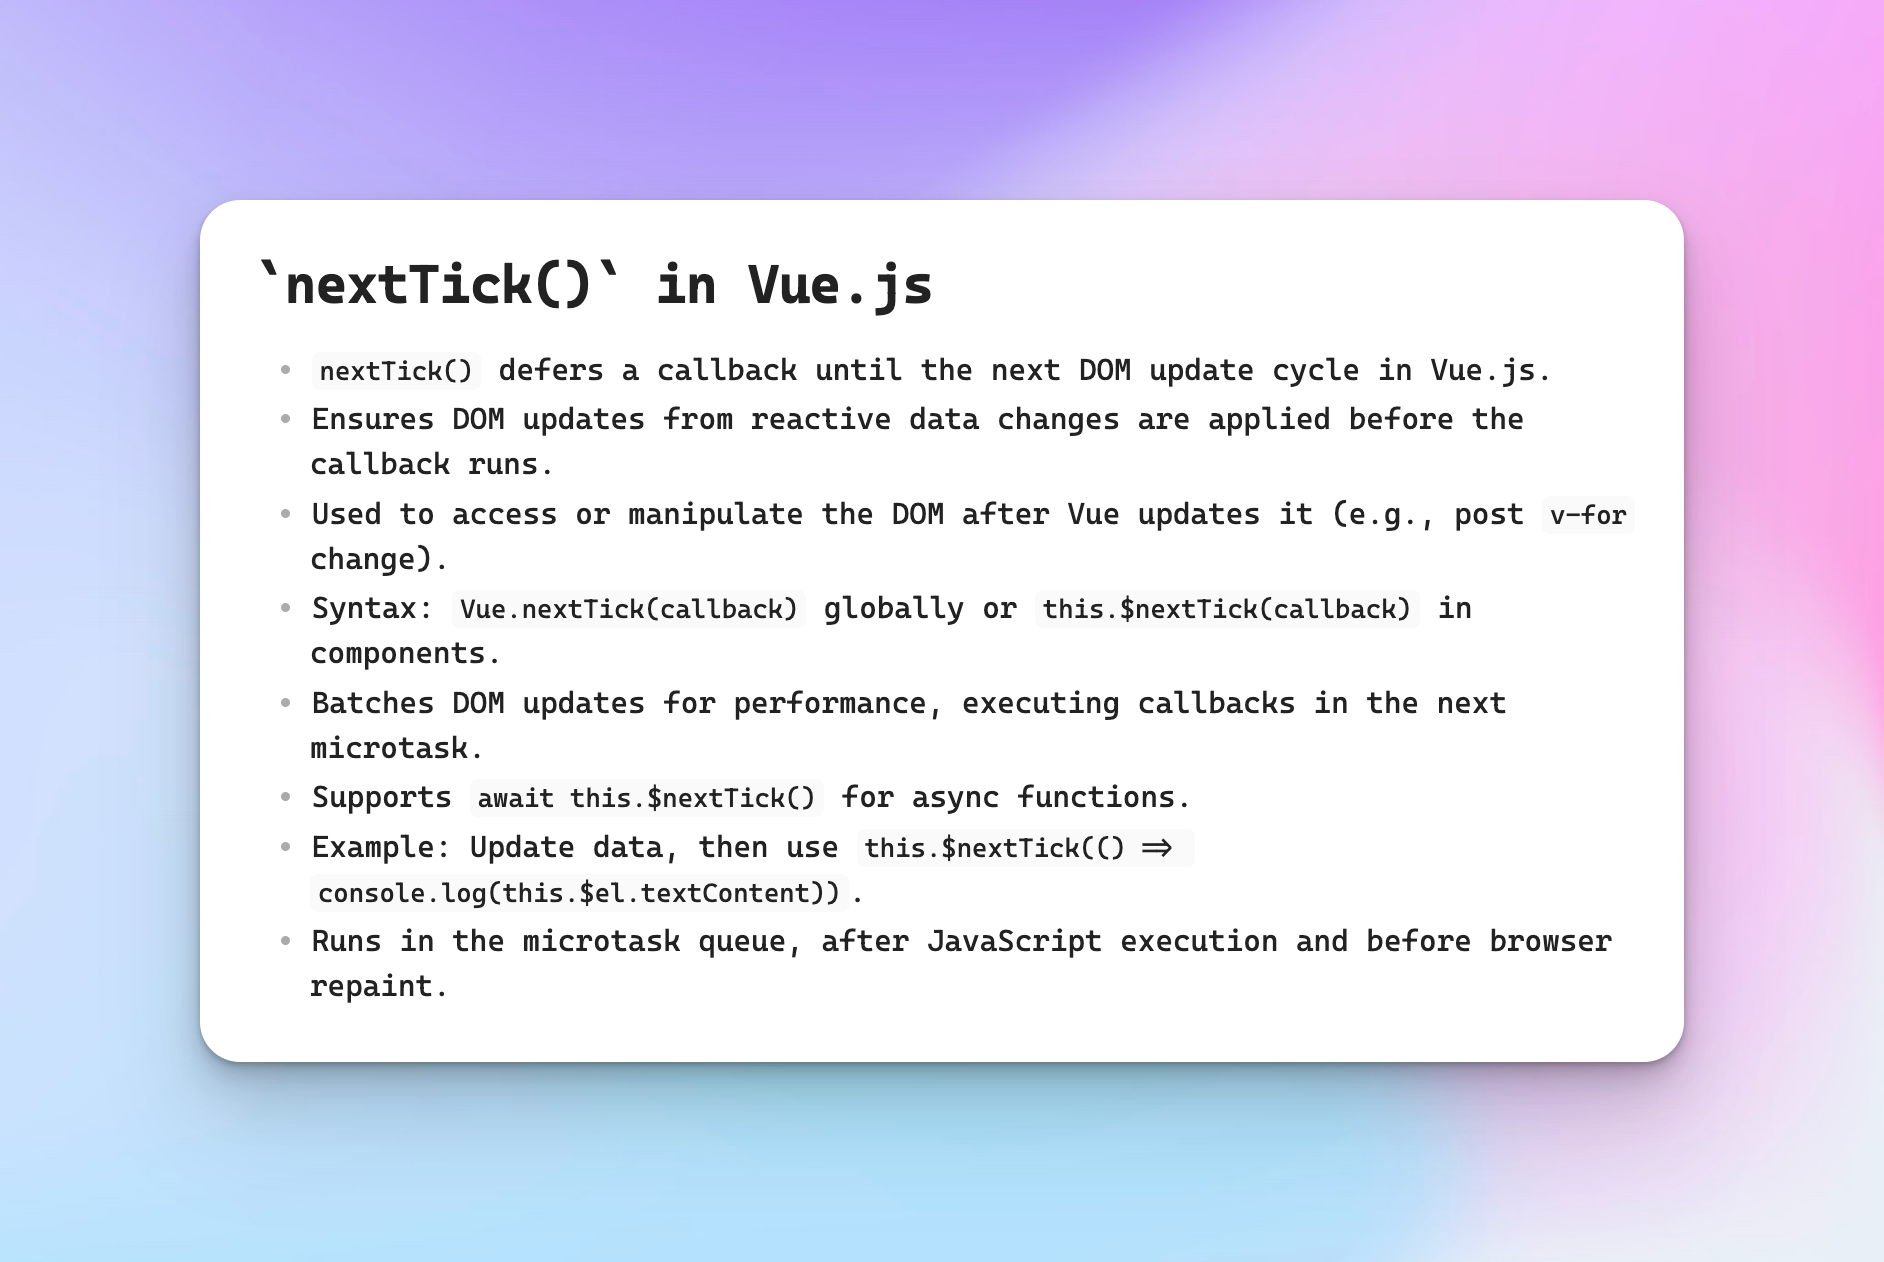 `nextTick()` in Vue.js
• nextTick() defers a callback until the next DOM update cycle in Vue.js.
• Ensures DOM updates from reactive data changes are applied before the
callback runs.
• Used to access or manipulate the DOM after Vue updates it (e.g., post v-for
change).
• Syntax: Vue.nextTick(callback) globally or this.$nextTick(callback) in
components.
• Batches DOM updates for performance, executing callbacks in the next
microtask.
• Supports await this.$nextTick() for async functions.
• Example: Update data, then use this.$nextTick(() =>
console.log(this.$el.textContent)).
• Runs in the microtask queue, after JavaScript execution and before browser
repaint.